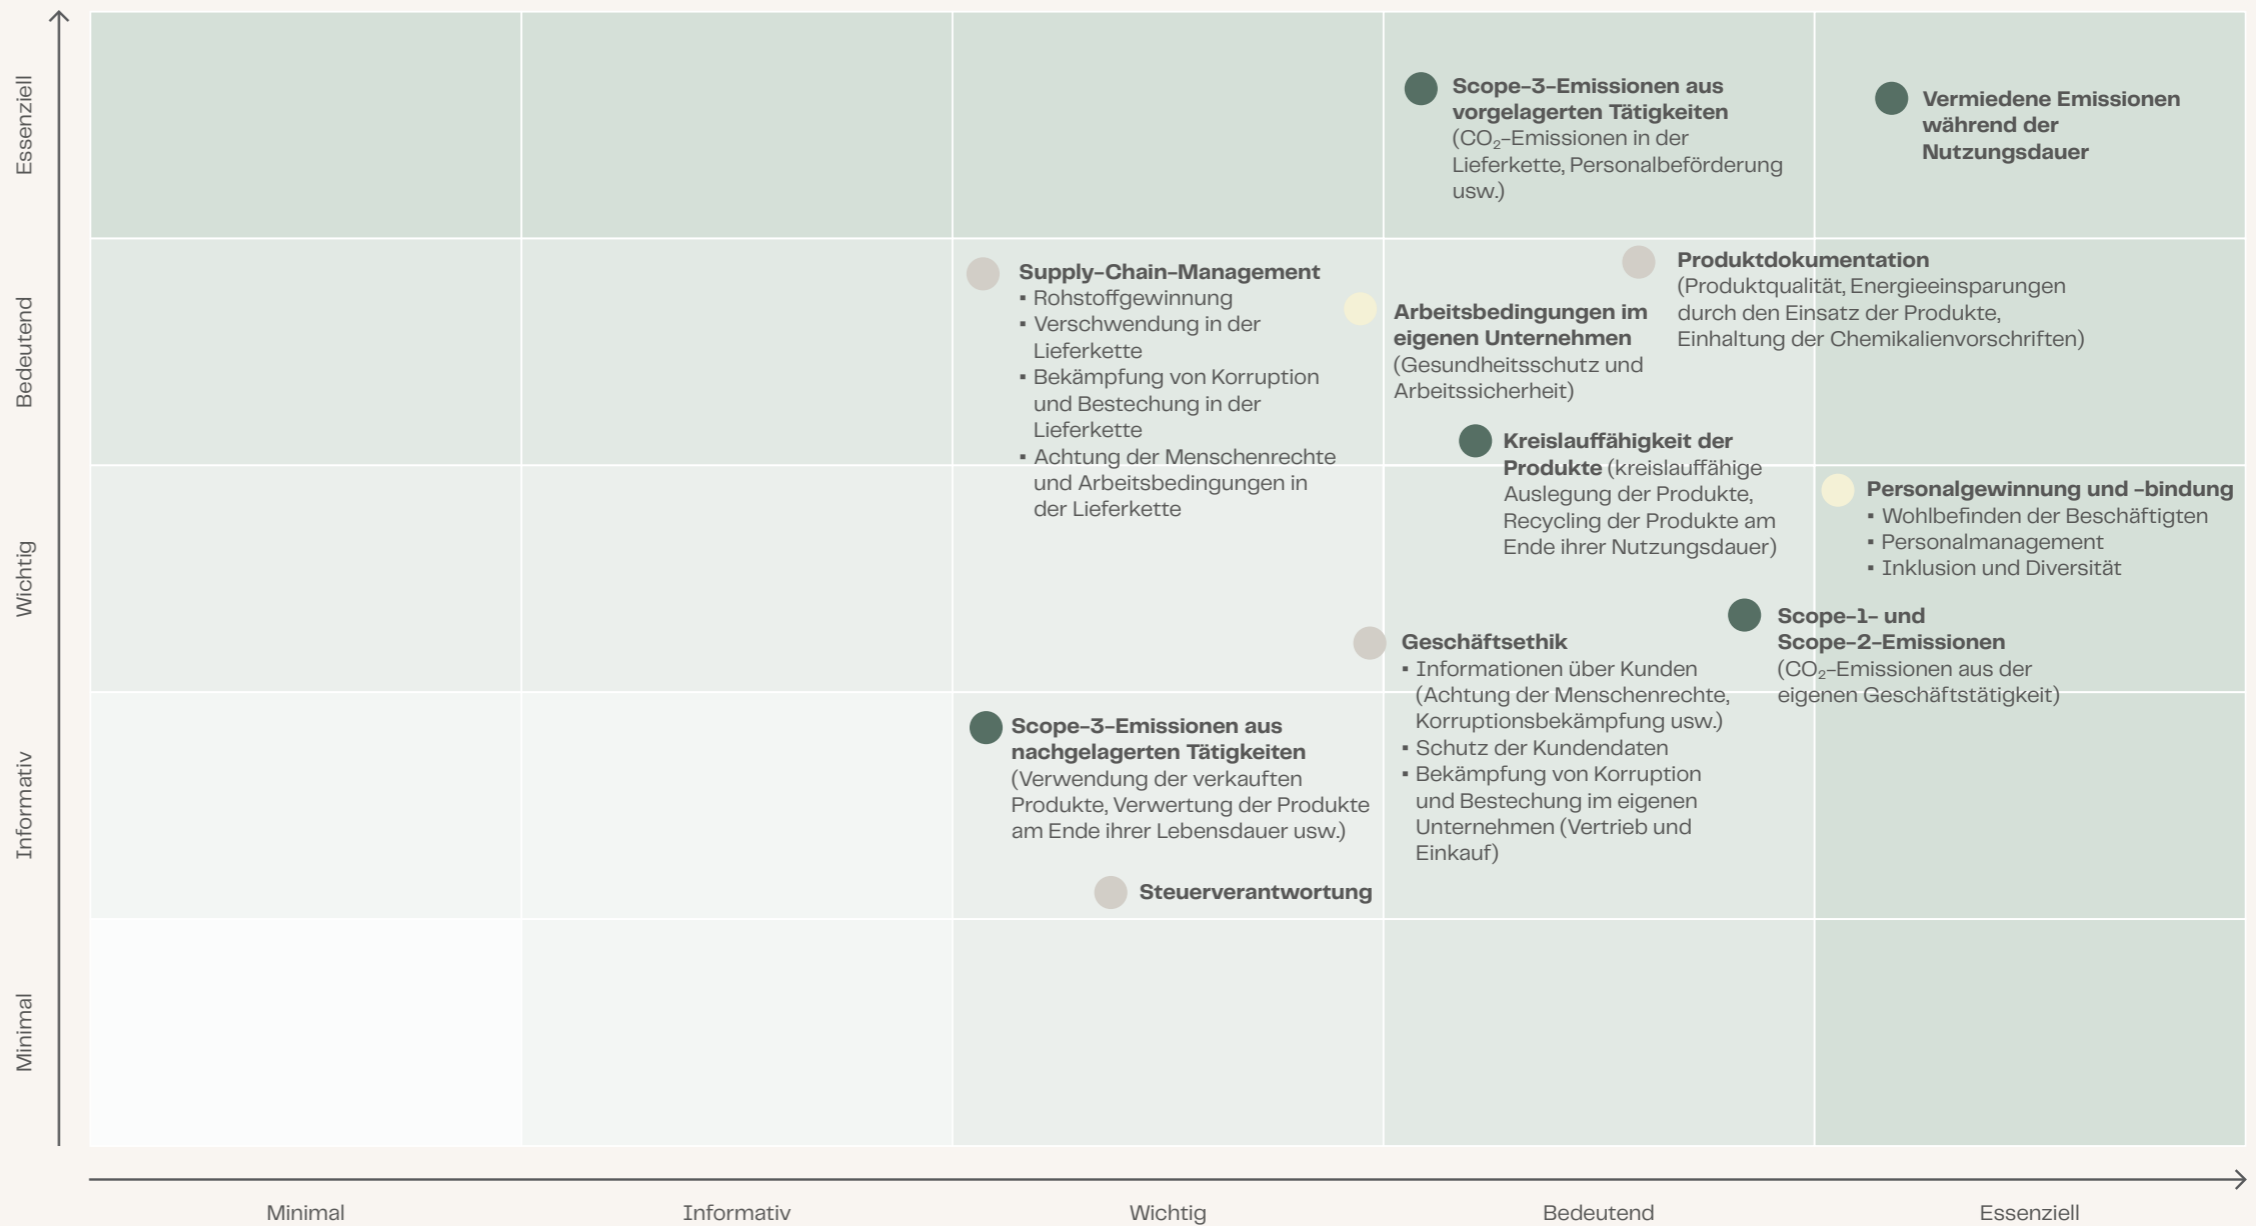 Essenziell
Bedeutend
Wichtig
Informativ
Minimal
Scope-3-Emissionen aus
vorgelagerten Tätigkeiten
(CO₂-Emissionen in der
Lieferkette, Personalbeförderung
usw.)
Vermiedene Emissionen
während der
Nutzungsdauer
Supply-Chain-Management
▪ Rohstoffgewinnung
▪ Verschwendung in der
Lieferkette
▪ Bekämpfung von Korruption
und Bestechung in der
Lieferkette
▪ Achtung der Menschenrechte
und Arbeitsbedingungen in
der Lieferkette
Arbeitsbedingungen im
eigenen Unternehmen
(Gesundheitsschutz und
Arbeitssicherheit)
Produktdokumentation
(Produktqualität, Energieeinsparungen
durch den Einsatz der Produkte,
Einhaltung der Chemikalienvorschriften)
Kreislauffähigkeit der
Produkte (kreislauffähige
Auslegung der Produkte,
Recycling der Produkte am
Ende ihrer Nutzungsdauer)
Personalgewinnung und -bindung
▪ Wohlbefinden der Beschäftigten
▪ Personalmanagement
▪ Inklusion und Diversität
Scope-1- und
Scope-2-Emissionen
(CO₂-Emissionen aus der
eigenen Geschäftstätigkeit)
Geschäftsethik
▪ Informationen über Kunden
(Achtung der Menschenrechte,
Korruptionsbekämpfung usw.)
▪ Schutz der Kundendaten
▪ Bekämpfung von Korruption
und Bestechung im eigenen
Unternehmen (Vertrieb und
Einkauf)
Scope-3-Emissionen aus
nachgelagerten Tätigkeiten
(Verwendung der verkauften
Produkte, Verwertung der Produkte
am Ende ihrer Lebensdauer usw.)
Steuerverantwortung
Minimal
Informativ
Wichtig
Bedeutend
Essenziell